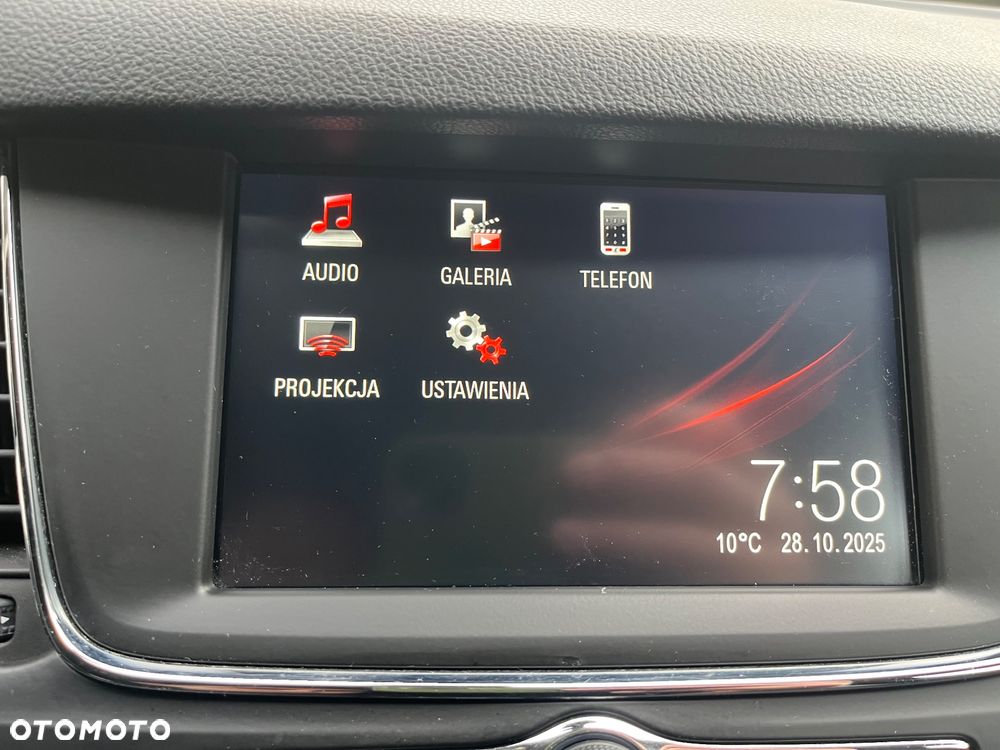 AUDIO
GALERIA
TELEFON
PROJEKCJA
USTAWIENIA
7:58
10°C 28.10.2025
OTOMOTO